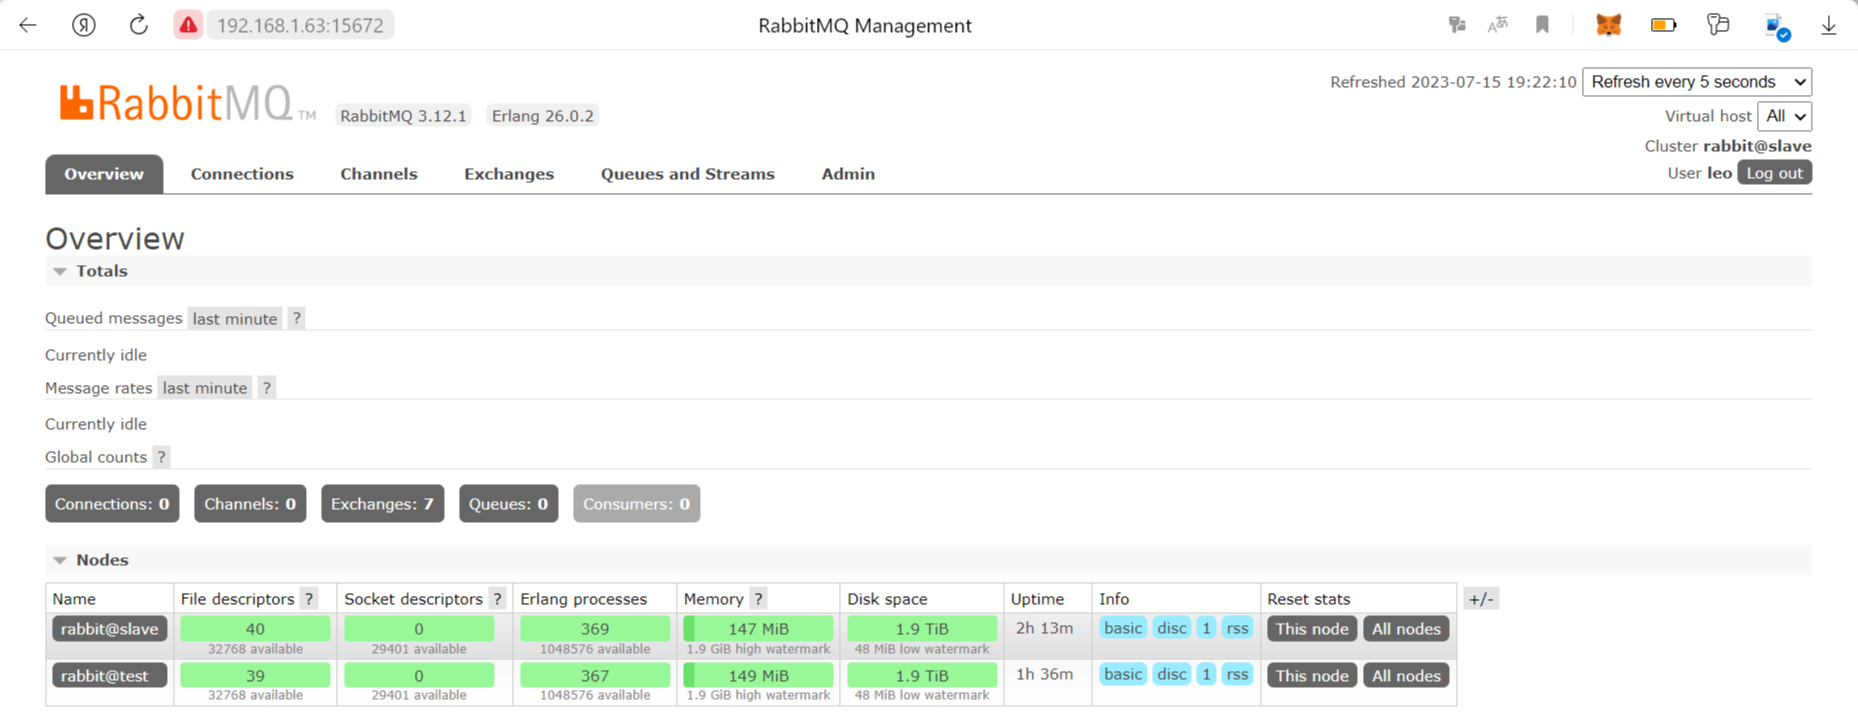 192.168.1.63:15672 RabbitMQ Management
RabbitMQ TM RabbitMQ 3.12.1 Erlang 26.0.2
Refreshed 2023-07-15 19:22:10 Refresh every 5 seconds
Virtual host All
Cluster rabbit@slave
User leo Log out
Overview Connections Channels Exchanges Queues and Streams Admin
Overview
Totals
Queued messages last minute ?
Currently idle
Message rates last minute ?
Currently idle
Global counts ?
Connections: 0 Channels: 0 Exchanges: 7 Queues: 0 Consumers: 0
Nodes
Name File descriptors ? Socket descriptors ? Erlang processes Memory ? Disk space Uptime Info Reset stats +/-
rabbit@slave 40 0 369 147 MiB 1.9 TiB 2h 13m basic disc 1 rss This node All nodes
32768 available 29401 available 1048576 available 1.9 GiB high watermark 48 MiB low watermark
rabbit@test 39 0 367 149 MiB 1.9 TiB 1h 36m basic disc 1 rss This node All nodes
32768 available 29401 available 1048576 available 1.9 GiB high watermark 48 MiB low watermark